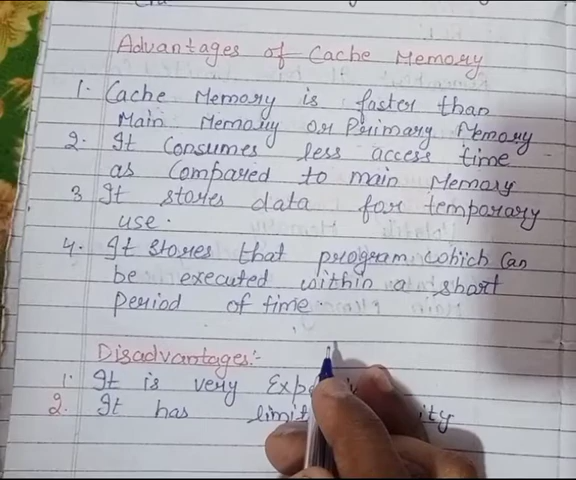 Advantages of Cache Memory
1. Cache Memory is faster than
Main Memory or Primary Memory
2. It Consumes less access time
as Compared to main Memory
3 It stores data for temporary
use.
4. It stores that program which Can
be executed within a short
Period of time.
Disadvantages:-
1. It is very
2. It has